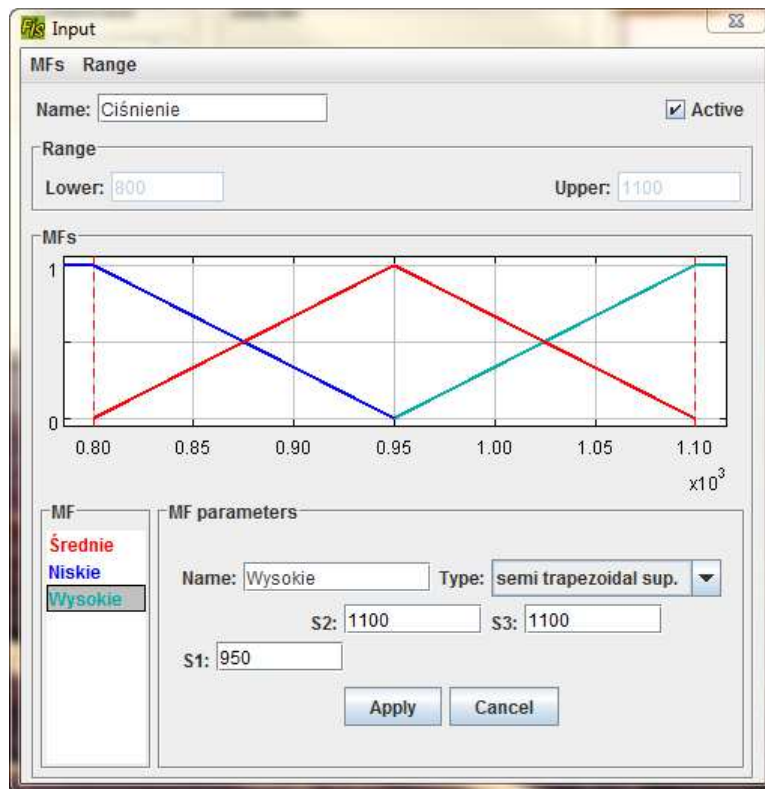 Fis Input
MFs Range
Name: Ciśnienie Active
Range
Lower: 800 Upper: 1100
MFs
1
0
0.80 0.85 0.90 0.95 1.00 1.05 1.10
x10³
MF MF parameters
Średnie
Niskie Name: Wysokie Type: semi trapezoidal sup.
Wysokie
S2: 1100 S3: 1100
S1: 950
Apply Cancel